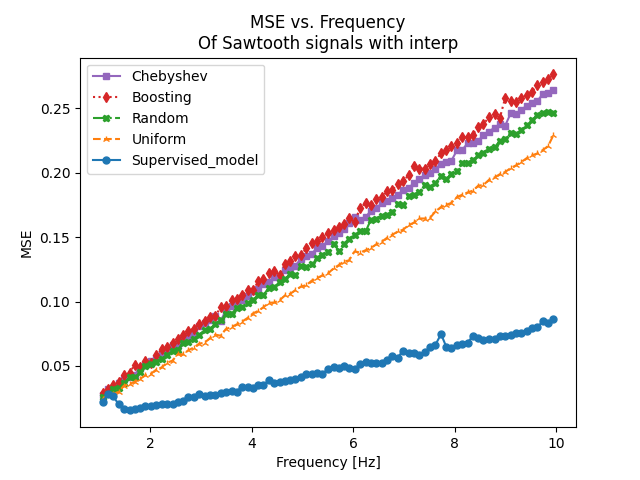 MSE vs. Frequency
Of Sawtooth signals with interp
Chebyshev
Boosting
Random
Uniform
Supervised_model
MSE
0.25
0.20
0.15
0.10
0.05
2
4
6
8
10
Frequency [Hz]